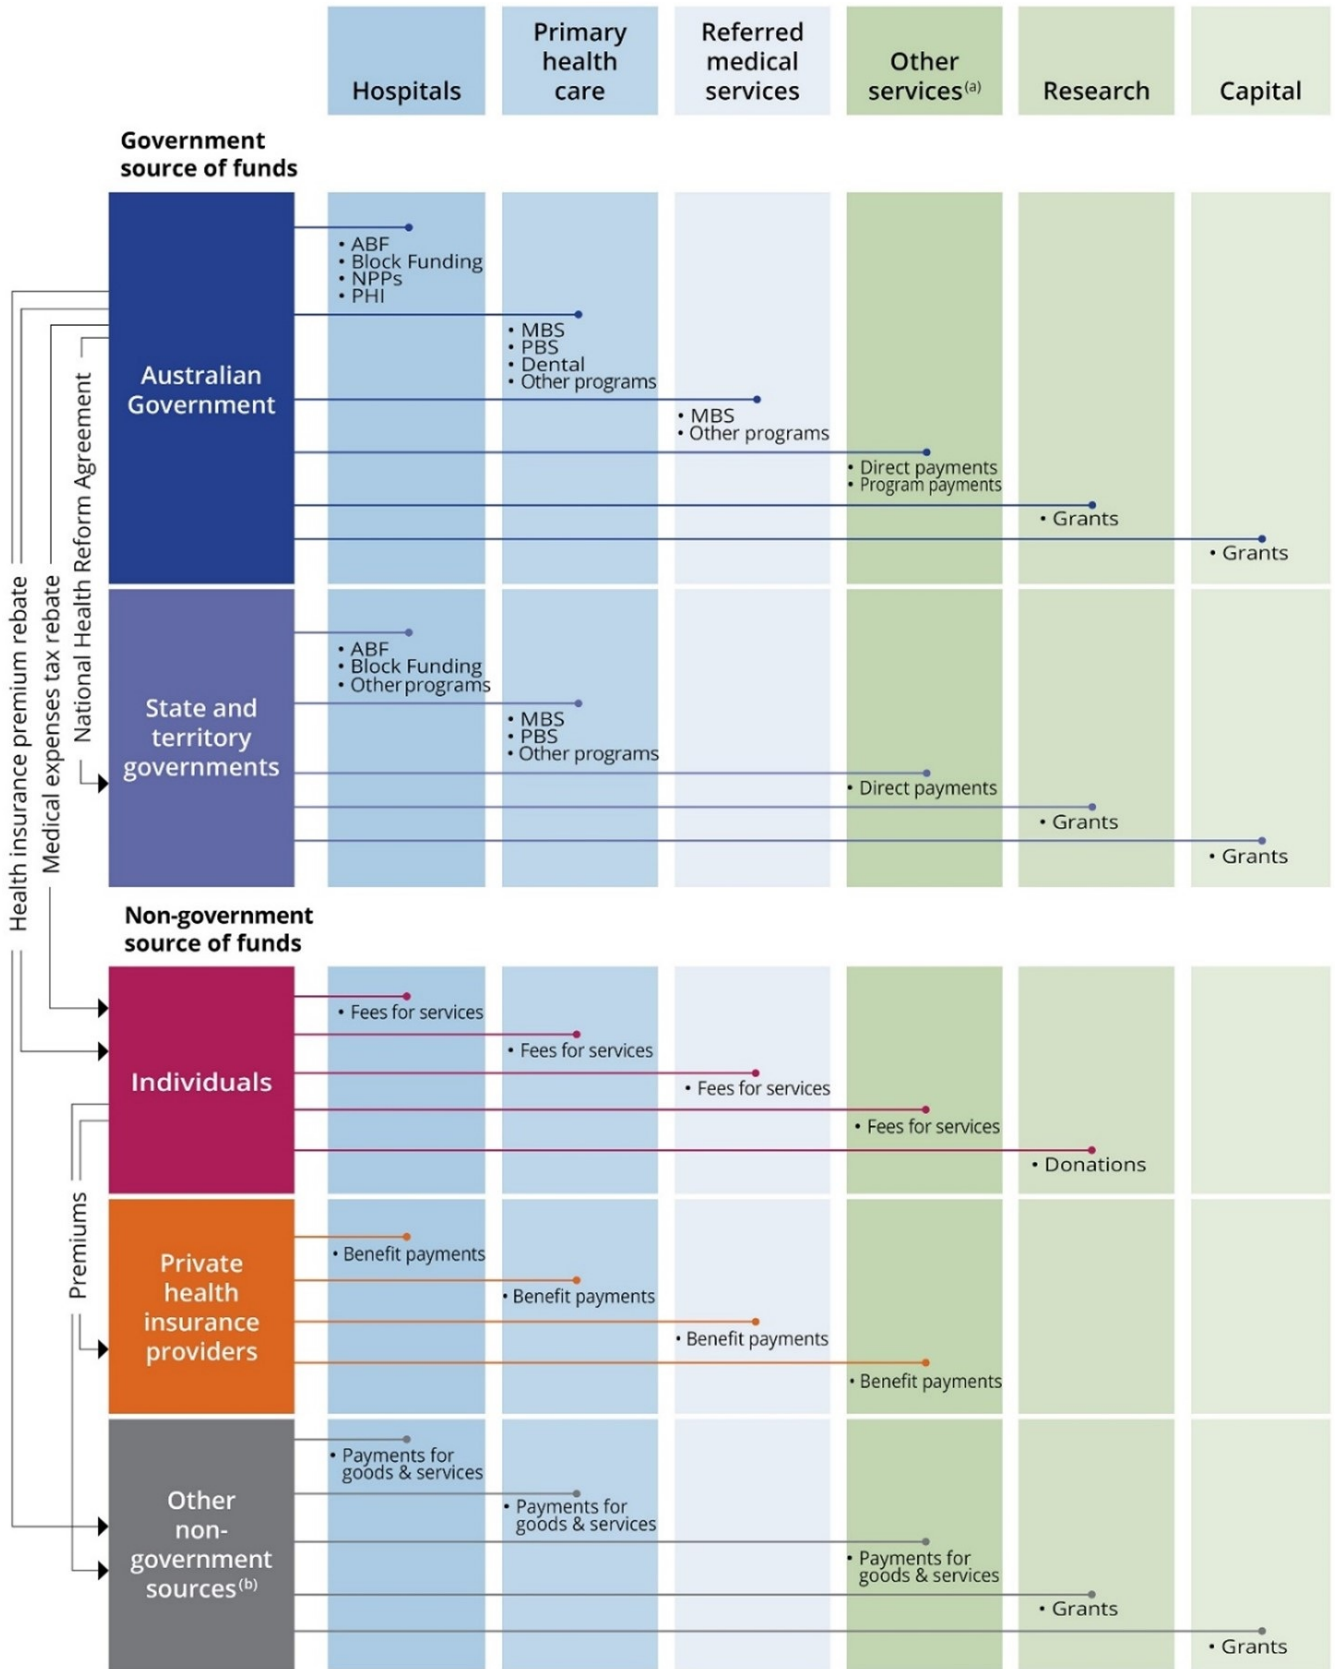 Hospitals
Primary
health
care
Referred
medical
services
Other
services(a)
Research
Capital
Government
source of funds
Australian
Government
• ABF
• Block Funding
• NPPs
• PHI
• MBS
• PBS
• Dental
• Other programs
• MBS
• Other programs
• Direct payments
• Program payments
• Grants
• Grants
Health insurance premium rebate
Medical expenses tax rebate
National Health Reform Agreement
State and
territory
governments
• ABF
• Block Funding
• Other programs
• MBS
• PBS
• Other programs
• Direct payments
• Grants
• Grants
Non-government
source of funds
Individuals
• Fees for services
• Fees for services
• Fees for services
• Fees for services
• Donations
Premiums
Private
health
insurance
providers
• Benefit payments
• Benefit payments
• Benefit payments
• Benefit payments
Other
non-
government
sources(b)
• Payments for
goods & services
• Payments for
goods & services
• Payments for
goods & services
• Grants
• Grants